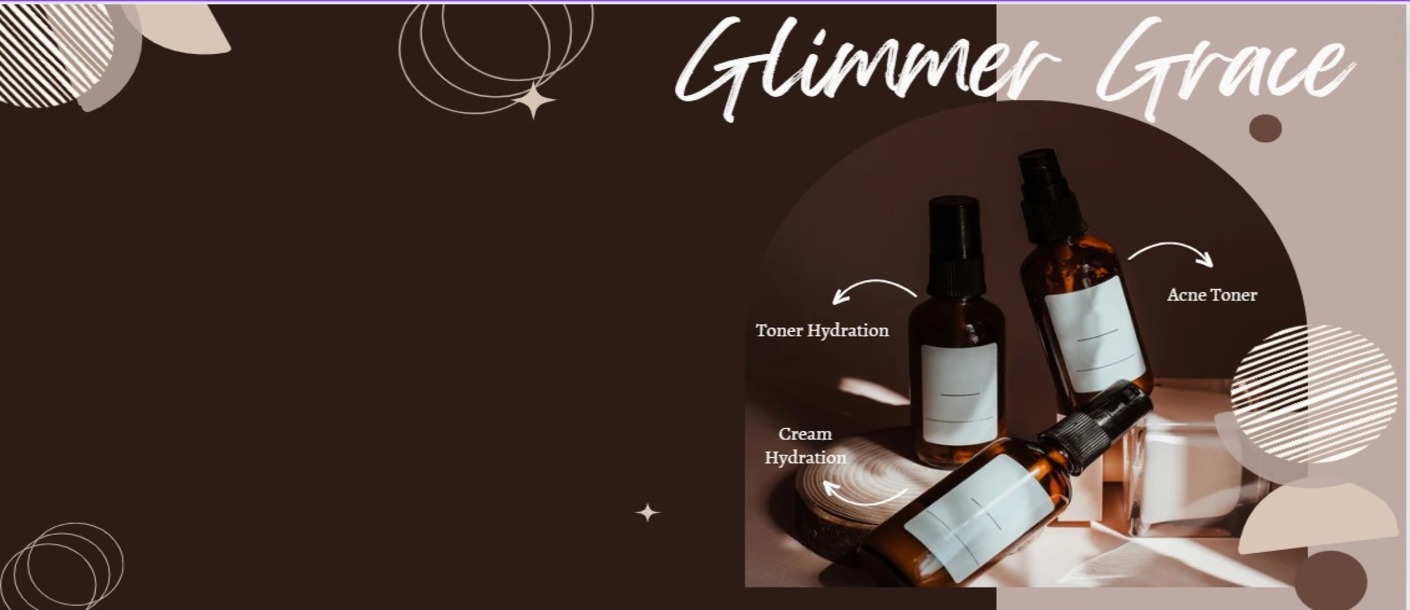 Glimmer Grace
Acne Toner
Toner Hydration
Cream
Hydration